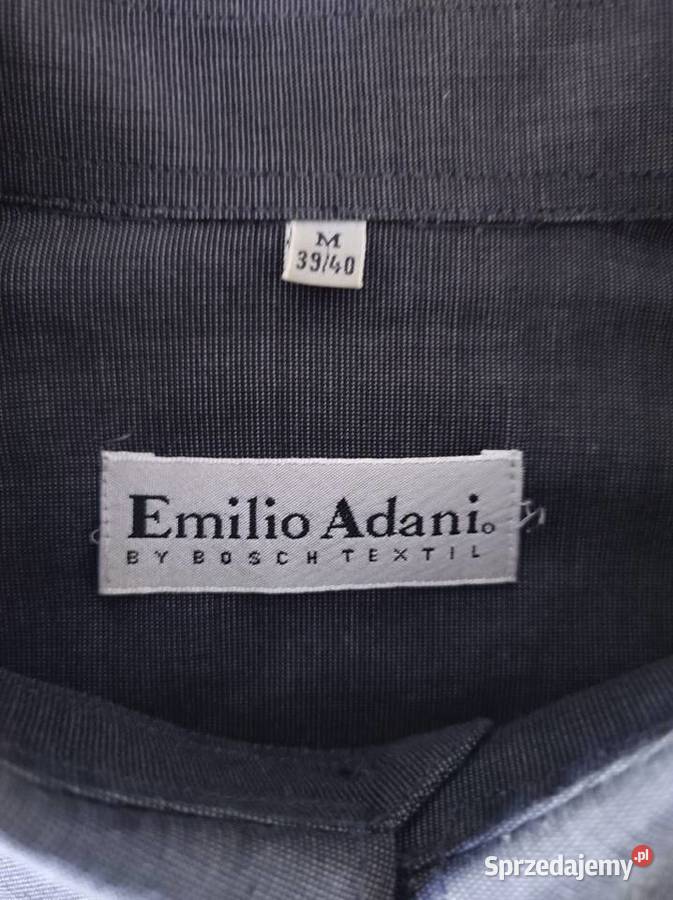 M
39/40
Emilio Adani
BY BOSCH TEXTIL
Sprzedajemy.pl